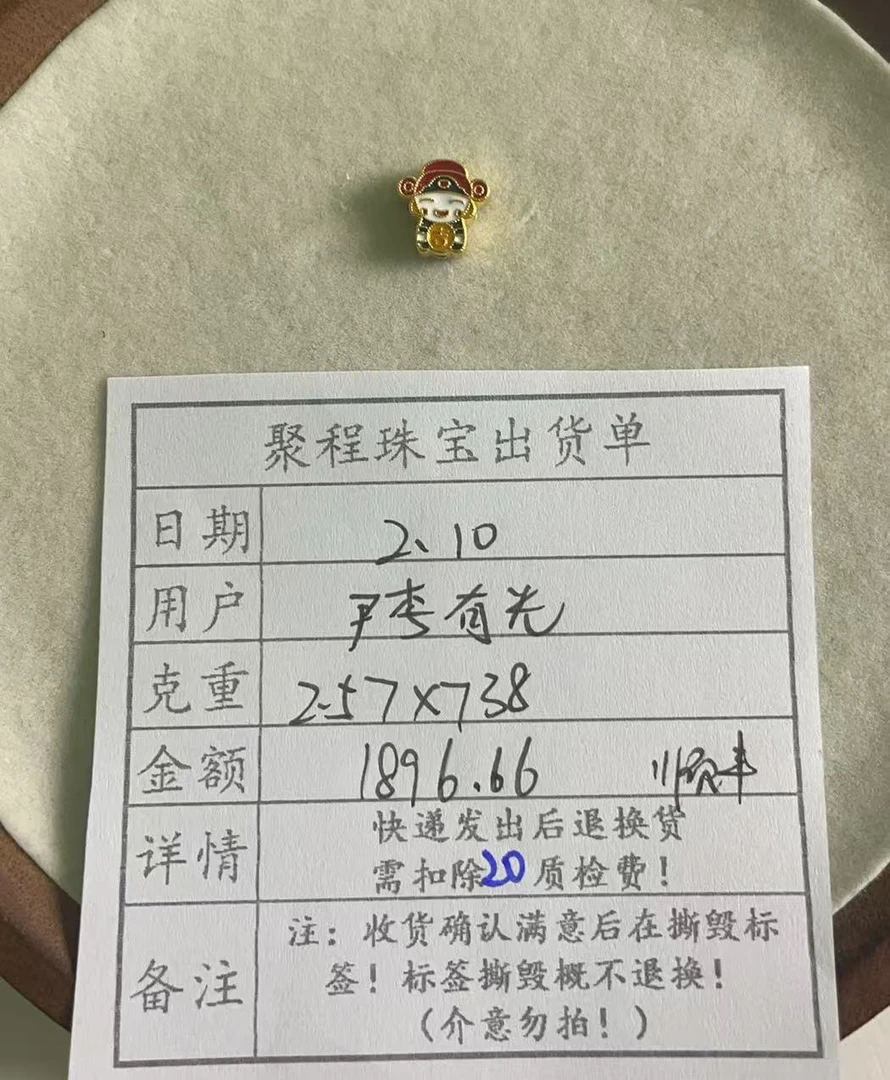 聚程珠宝出货单
日期 2、10
用户 李有光
克重 2.57×738
金额 1896.66 顺丰
详情 快递发出后退换货
需扣除20质检费！
备注 注：收货确认满意后在撕毁标
签！标签撕毁概不退换！
（介意勿拍！）